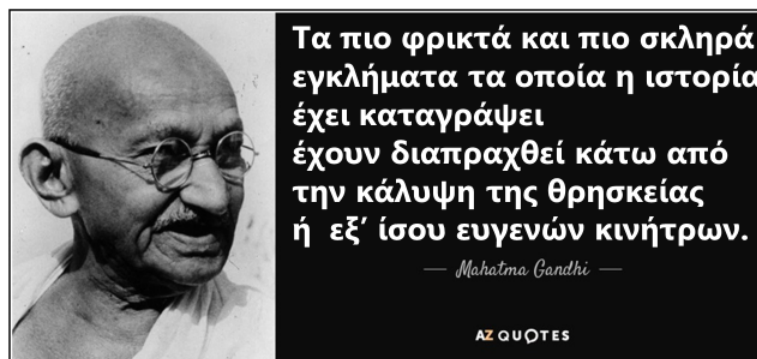 Τα πιο φρικτά και πιο σκληρά
εγκλήματα τα οποία η ιστορία
έχει καταγράψει
έχουν διαπραχθεί κάτω από
την κάλυψη της θρησκείας
ή εξ’ ίσου ευγενών κινήτρων.
Mahatma Gandhi
AZ QUOTES